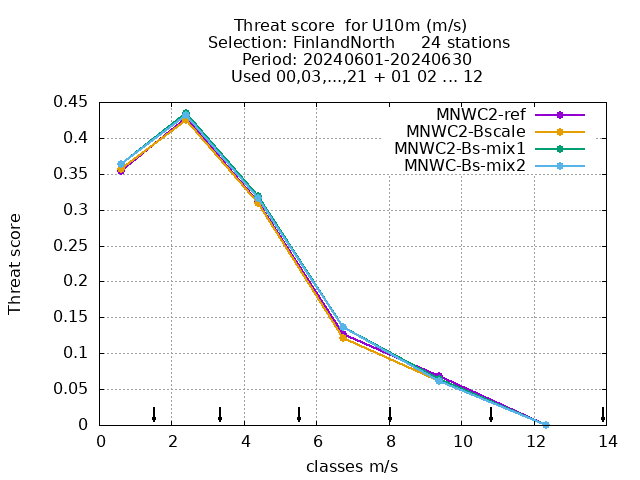 Threat score  for U10m (m/s)
Selection: FinlandNorth     24 stations
Period: 20240601-20240630
Used 00,03,...,21 + 01 02 ... 12
MNWC2-ref
MNWC2-Bscale
MNWC2-Bs-mix1
MNWC-Bs-mix2
Threat score
0.45
0.4
0.35
0.3
0.25
0.2
0.15
0.1
0.05
0
0 2 4 6 8 10 12 14
classes m/s